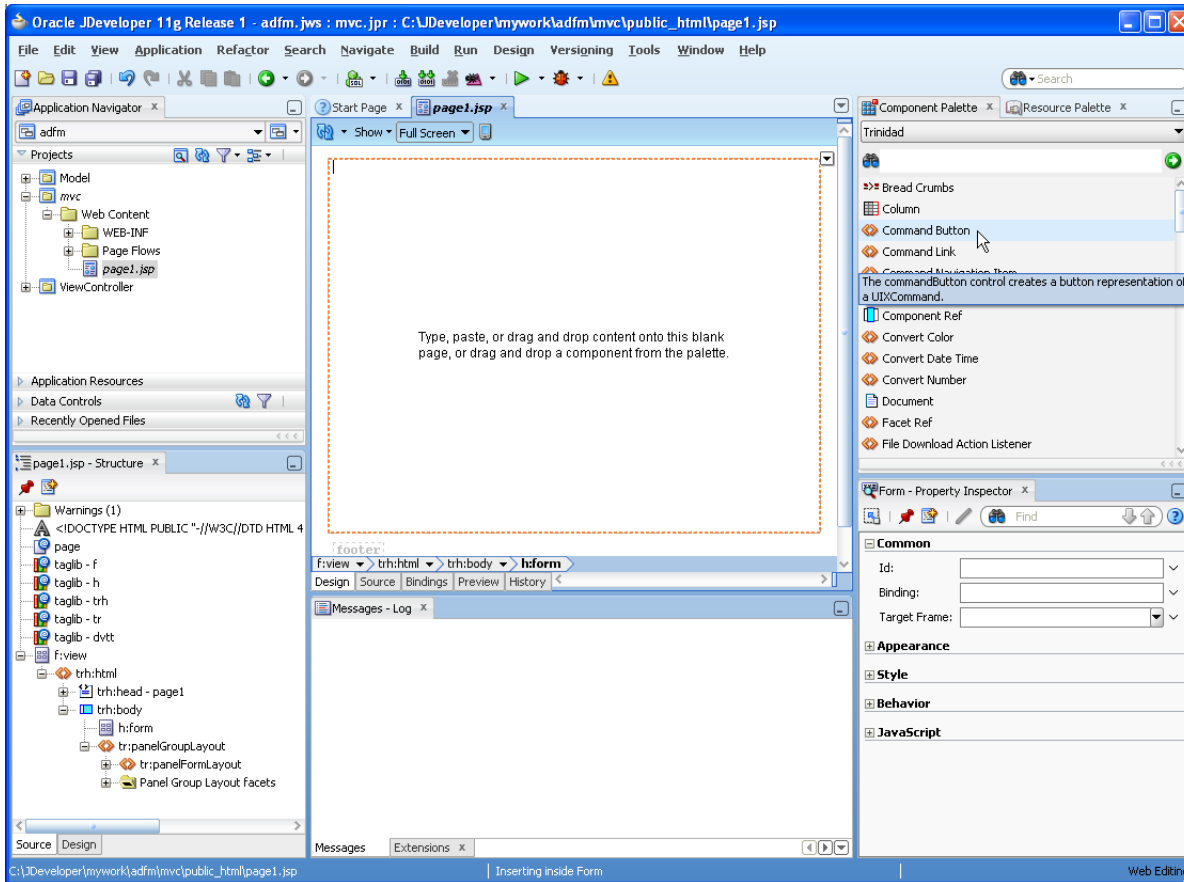 Oracle JDeveloper 11g Release 1 - adfm.jws : mvc.jpr : C:\JDeveloper\mywork\adfm\mvc\public_html\page1.jsp
File Edit View Application Refactor Search Navigate Build Run Design Versioning Tools Window Help
Search
Application Navigator
adfm
Projects
Model
mvc
Web Content
WEB-INF
Page Flows
page1.jsp
ViewController
Application Resources
Data Controls
Recently Opened Files
page1.jsp - Structure
Warnings (1)
<!DOCTYPE HTML PUBLIC "-//W3C//DTD HTML 4
page
taglib - f
taglib - h
taglib - trh
taglib - tr
taglib - dvtt
f:view
trh:html
trh:head - page1
trh:body
h:form
tr:panelGroupLayout
tr:panelFormLayout
Panel Group Layout facets
Source Design
Start Page page1.jsp
Show Full Screen
Type, paste, or drag and drop content onto this blank
page, or drag and drop a component from the palette.
footer
f:view trh:html trh:body h:form
Design Source Bindings Preview History
Messages - Log
Messages Extensions
Component Palette Resource Palette
Trinidad
Bread Crumbs
Column
Command Button
Command Link
Command Navigation Item
The commandButton control creates a button representation of
a UIXCommand.
Component Ref
Convert Color
Convert Date Time
Convert Number
Document
Facet Ref
File Download Action Listener
Form - Property Inspector
Find
Common
Id:
Binding:
Target Frame:
Appearance
Style
Behavior
JavaScript
C:\JDeveloper\mywork\adfm\mvc\public_html\page1.jsp Inserting inside Form Web Editing